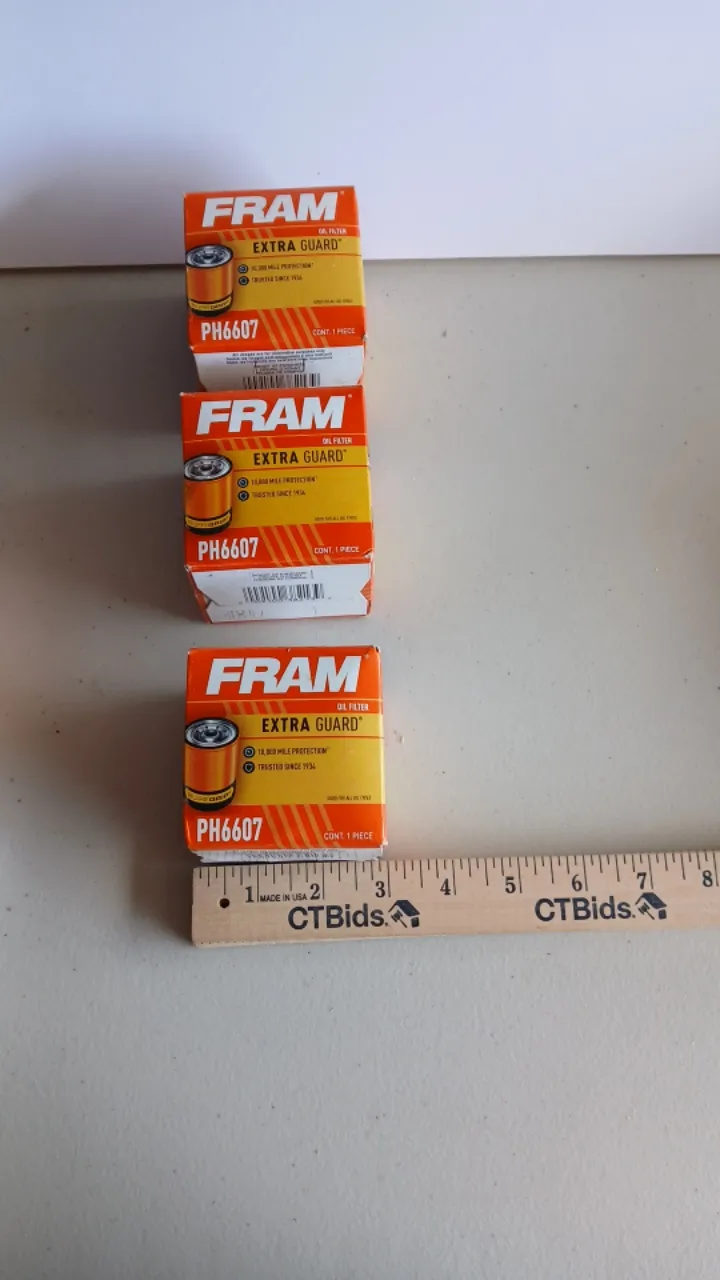 FRAM
OIL FILTER
EXTRA GUARD™
10,000 MILE PROTECTION*
TRUSTED SINCE 1934
PH6607
CONT. 1 PIECE
FRAM
OIL FILTER
EXTRA GUARD™
10,000 MILE PROTECTION*
TRUSTED SINCE 1934
PH6607
CONT. 1 PIECE
FRAM
OIL FILTER
EXTRA GUARD®
10,000 MILE PROTECTION*
TRUSTED SINCE 1934
PH6607
CONT. 1 PIECE
1 MADE IN USA 2 3 4 5 6 7 8
CTBids. CTBids.